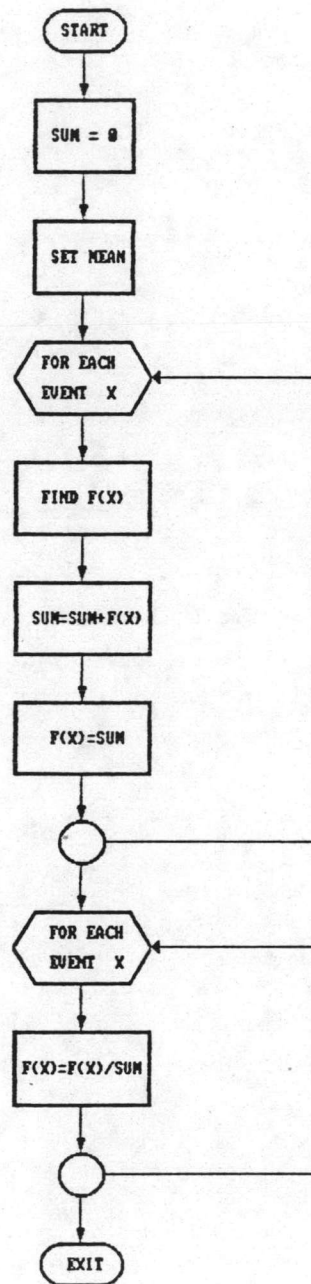 START
SUM = 0
SET MEAN
FOR EACH
EVENT X
FIND F(X)
SUM=SUM+F(X)
F(X)=SUM
FOR EACH
EVENT X
F(X)=F(X)/SUM
EXIT